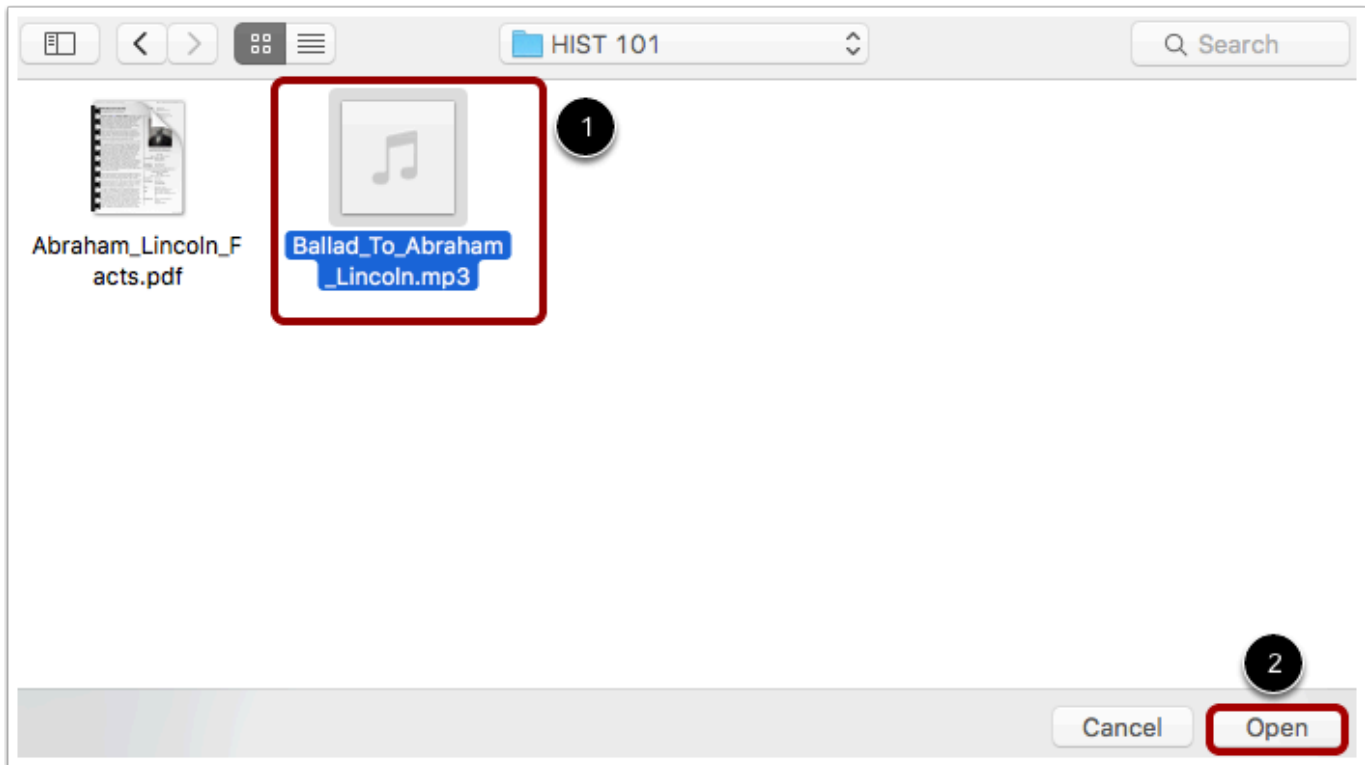 HIST 101
Search
1
Abraham_Lincoln_F
acts.pdf
Ballad_To_Abraham
_Lincoln.mp3
2
Cancel
Open